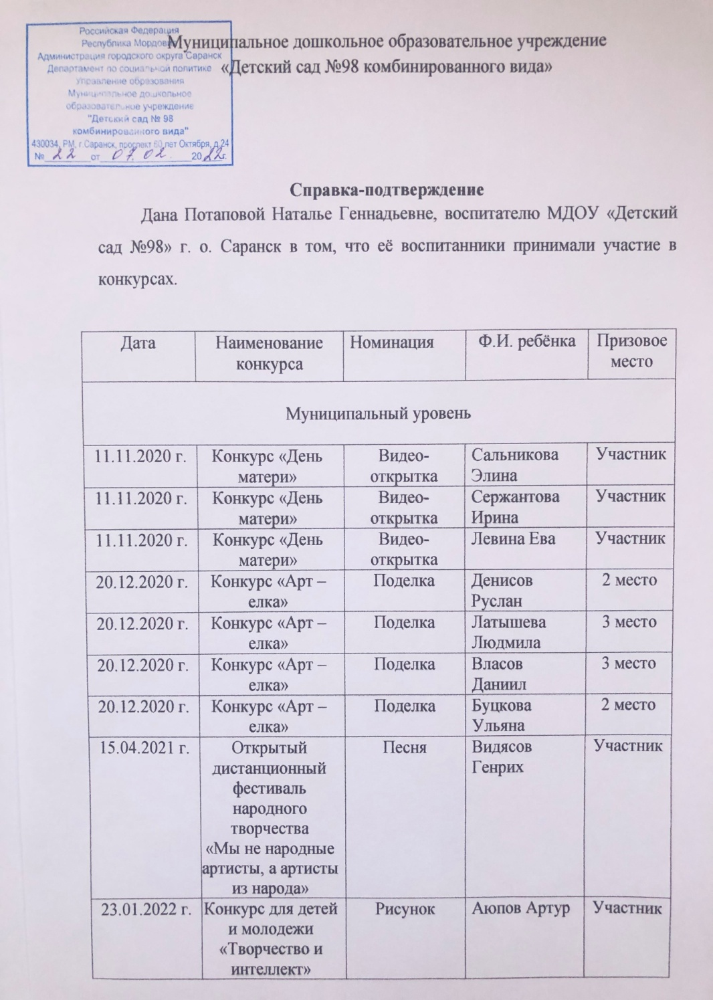 Российская Федерация
Республика Мордовия
Администрация городского округа Саранск
Департамент по социальной политике
Управление образования
Муниципальное дошкольное
образовательное учреждение
"Детский сад № 98
комбинированного вида"
430034, РМ, г.Саранск, проспект 60 лет Октября, д.24
№ 22 от 07.02. 2022г.
Муниципальное дошкольное образовательное учреждение
«Детский сад №98 комбинированного вида»
Справка-подтверждение
Дана Потаповой Наталье Геннадьевне, воспитателю МДОУ «Детский
сад №98» г. о. Саранск в том, что её воспитанники принимали участие в
конкурсах.
Дата Наименование Номинация Ф.И. ребёнка Призовое
конкурса место
Муниципальный уровень
11.11.2020 г. Конкурс «День Видео- Сальникова Участник
матери» открытка Элина
11.11.2020 г. Конкурс «День Видео- Сержантова Участник
матери» открытка Ирина
11.11.2020 г. Конкурс «День Видео- Левина Ева Участник
матери» открытка
20.12.2020 г. Конкурс «Арт – Поделка Денисов 2 место
елка» Руслан
20.12.2020 г. Конкурс «Арт – Поделка Латышева 3 место
елка» Людмила
20.12.2020 г. Конкурс «Арт – Поделка Власов 3 место
елка» Даниил
20.12.2020 г. Конкурс «Арт – Поделка Буцкова 2 место
елка» Ульяна
15.04.2021 г. Открытый Песня Видясов Участник
дистанционный Генрих
фестиваль
народного
творчества
«Мы не народные
артисты, а артисты
из народа»
23.01.2022 г. Конкурс для детей Рисунок Аюпов Артур Участник
и молодежи
«Творчество и
интеллект»